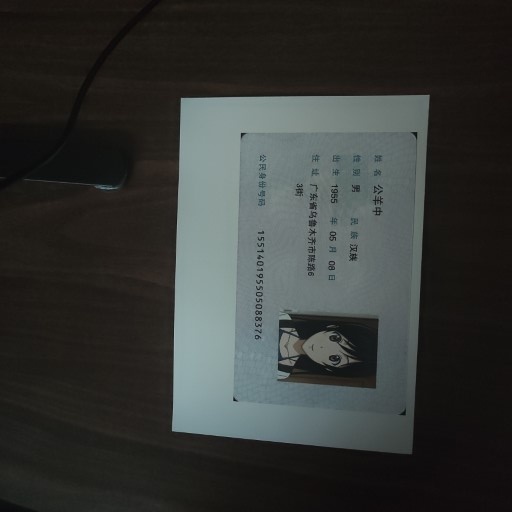 姓名 公羊中
性别 男 民族 汉族
出生 1955 年 05 月 08 日
住址 广东省乌鲁木齐市陈路6
3街
公民身份号码 155140195505088376